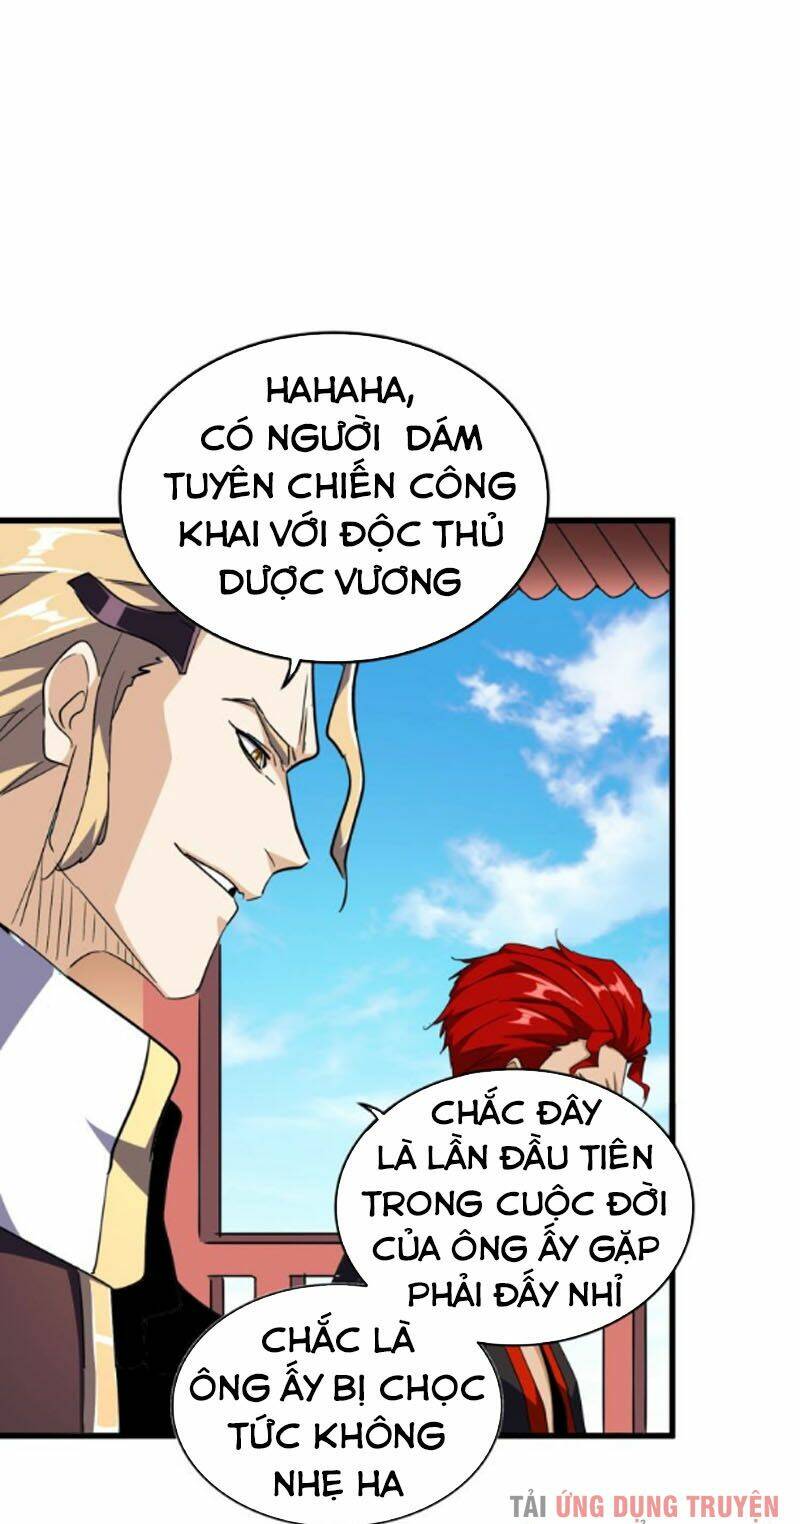 HAHAHA,
CÓ NGƯỜI DÁM
TUYÊN CHIẾN CÔNG
KHAI VỚI ĐỘC THỦ
DƯỢC VƯƠNG
CHẮC ĐÂY
LÀ LẦN ĐẦU TIÊN
TRONG CUỘC ĐỜI
CỦA ÔNG ẤY GẶP
PHẢI ĐẤY NHỈ
CHẮC LÀ
ÔNG ẤY BỊ CHỌC
TỨC KHÔNG
NHẸ HA
TẢI ỨNG DỤNG TRUYỆN